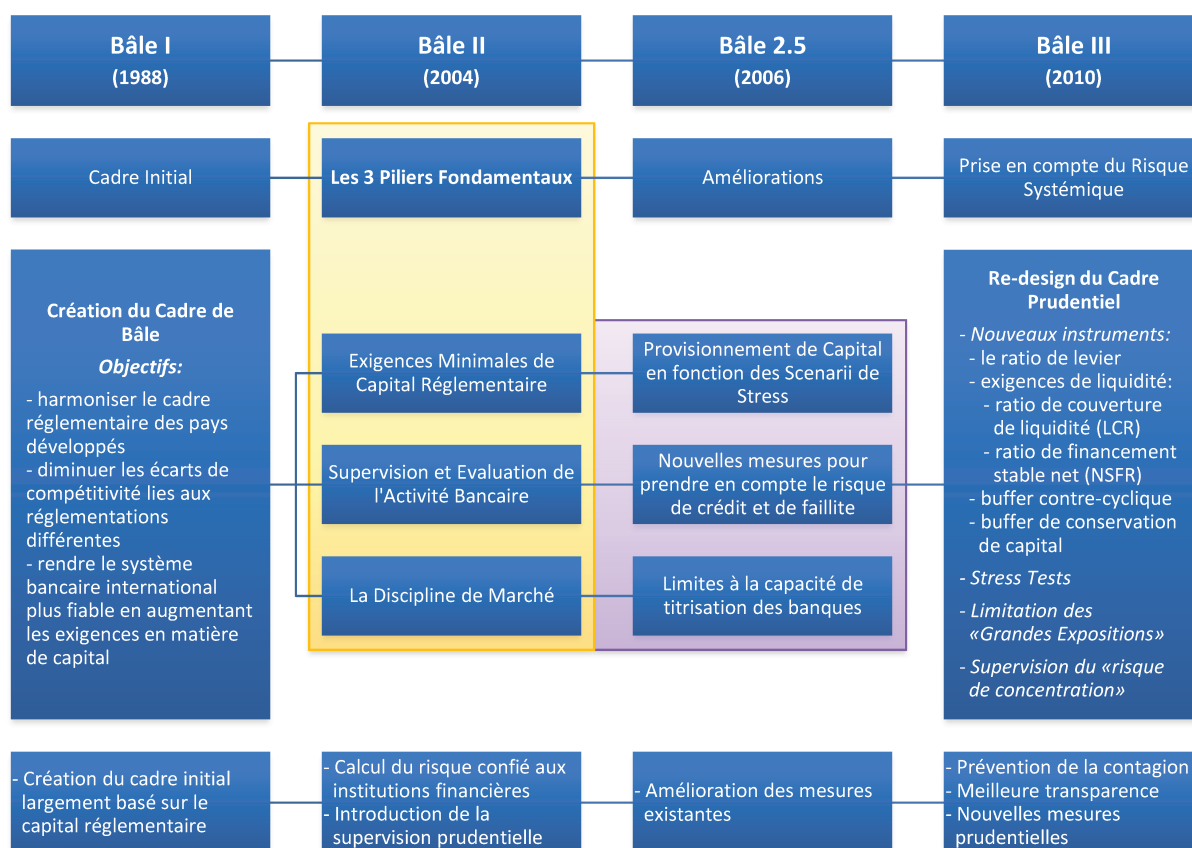 Bâle I
(1988)
Bâle II
(2004)
Bâle 2.5
(2006)
Bâle III
(2010)
Cadre Initial
Les 3 Piliers Fondamentaux
Améliorations
Prise en compte du Risque
Systémique
Création du Cadre de
Bâle
Objectifs:
- harmoniser le cadre
réglementaire des pays
développés
- diminuer les écarts de
compétitivité lies aux
réglementations
différentes
- rendre le système
bancaire international
plus fiable en augmentant
les exigences en matière
de capital
Exigences Minimales de
Capital Réglementaire
Supervision et Evaluation de
l'Activité Bancaire
La Discipline de Marché
Provisionnement de Capital
en fonction des Scenarii de
Stress
Nouvelles mesures pour
prendre en compte le risque
de crédit et de faillite
Limites à la capacité de
titrisation des banques
Re-design du Cadre
Prudentiel
- Nouveaux instruments:
- le ratio de levier
- exigences de liquidité:
- ratio de couverture
de liquidité (LCR)
- ratio de financement
stable net (NSFR)
- buffer contre-cyclique
- buffer de conservation
de capital
- Stress Tests
- Limitation des
«Grandes Expositions»
- Supervision du «risque
de concentration»
- Création du cadre initial
largement basé sur le
capital réglementaire
- Calcul du risque confié aux
institutions financières
- Introduction de la
supervision prudentielle
- Amélioration des mesures
existantes
- Prévention de la contagion
- Meilleure transparence
- Nouvelles mesures
prudentielles